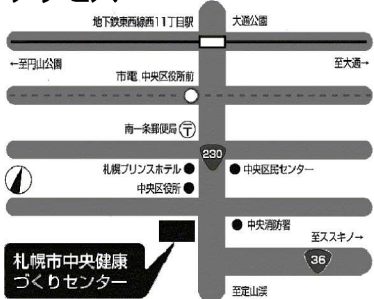 地下鉄東西線西11丁目駅
大通公園
←至円山公園
至大通→
市電 中央区役所前
南一条郵便局
230
札幌プリンスホテル
中央区民センター
中央区役所
中央消防署
至ススキノ→
36
札幌市中央健康
づくりセンター
至定山渓